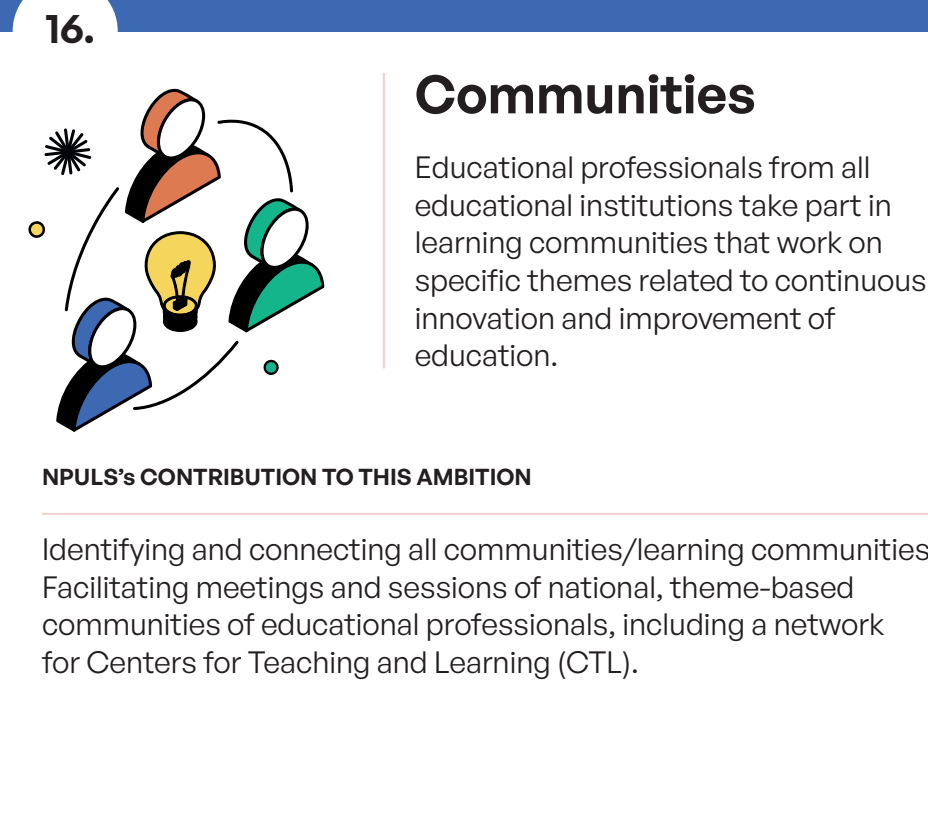 16.
Communities
Educational professionals from all
educational institutions take part in
learning communities that work on
specific themes related to continuous
innovation and improvement of
education.
NPULS’s CONTRIBUTION TO THIS AMBITION
Identifying and connecting all communities/learning communities
Facilitating meetings and sessions of national, theme-based
communities of educational professionals, including a network
for Centers for Teaching and Learning (CTL).